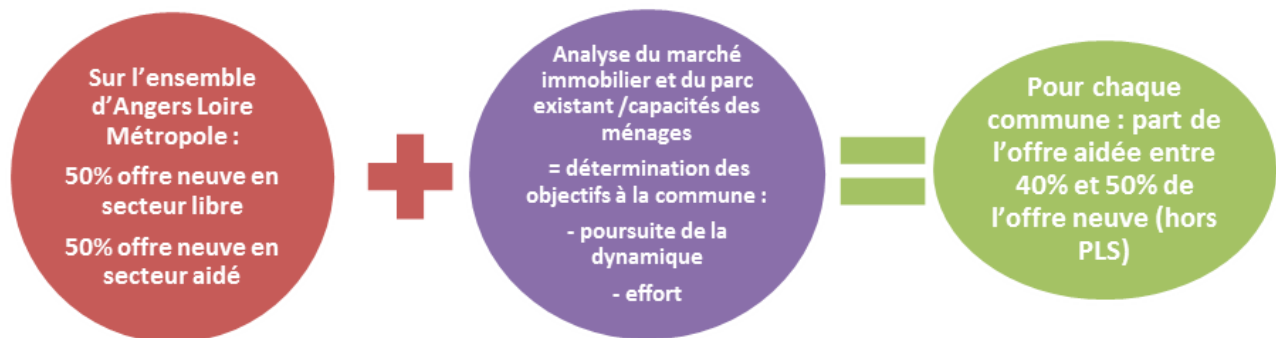 Sur l’ensemble
d’Angers Loire
Métropole :
50% offre neuve en
secteur libre
50% offre neuve en
secteur aidé
Analyse du marché
immobilier et du parc
existant /capacités des
ménages
= détermination des
objectifs à la commune :
- poursuite de la
dynamique
- effort
Pour chaque
commune : part de
l’offre aidée entre
40% et 50% de
l’offre neuve (hors
PLS)